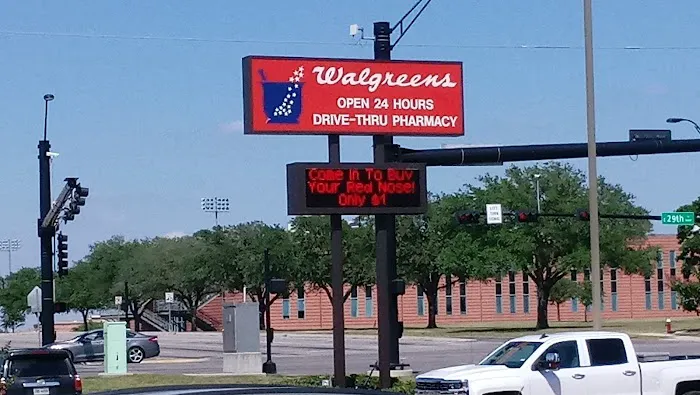 Walgreens
OPEN 24 HOURS
DRIVE-THRU PHARMACY
Come In To Buy
Your Red Nose!
Only $1
29th